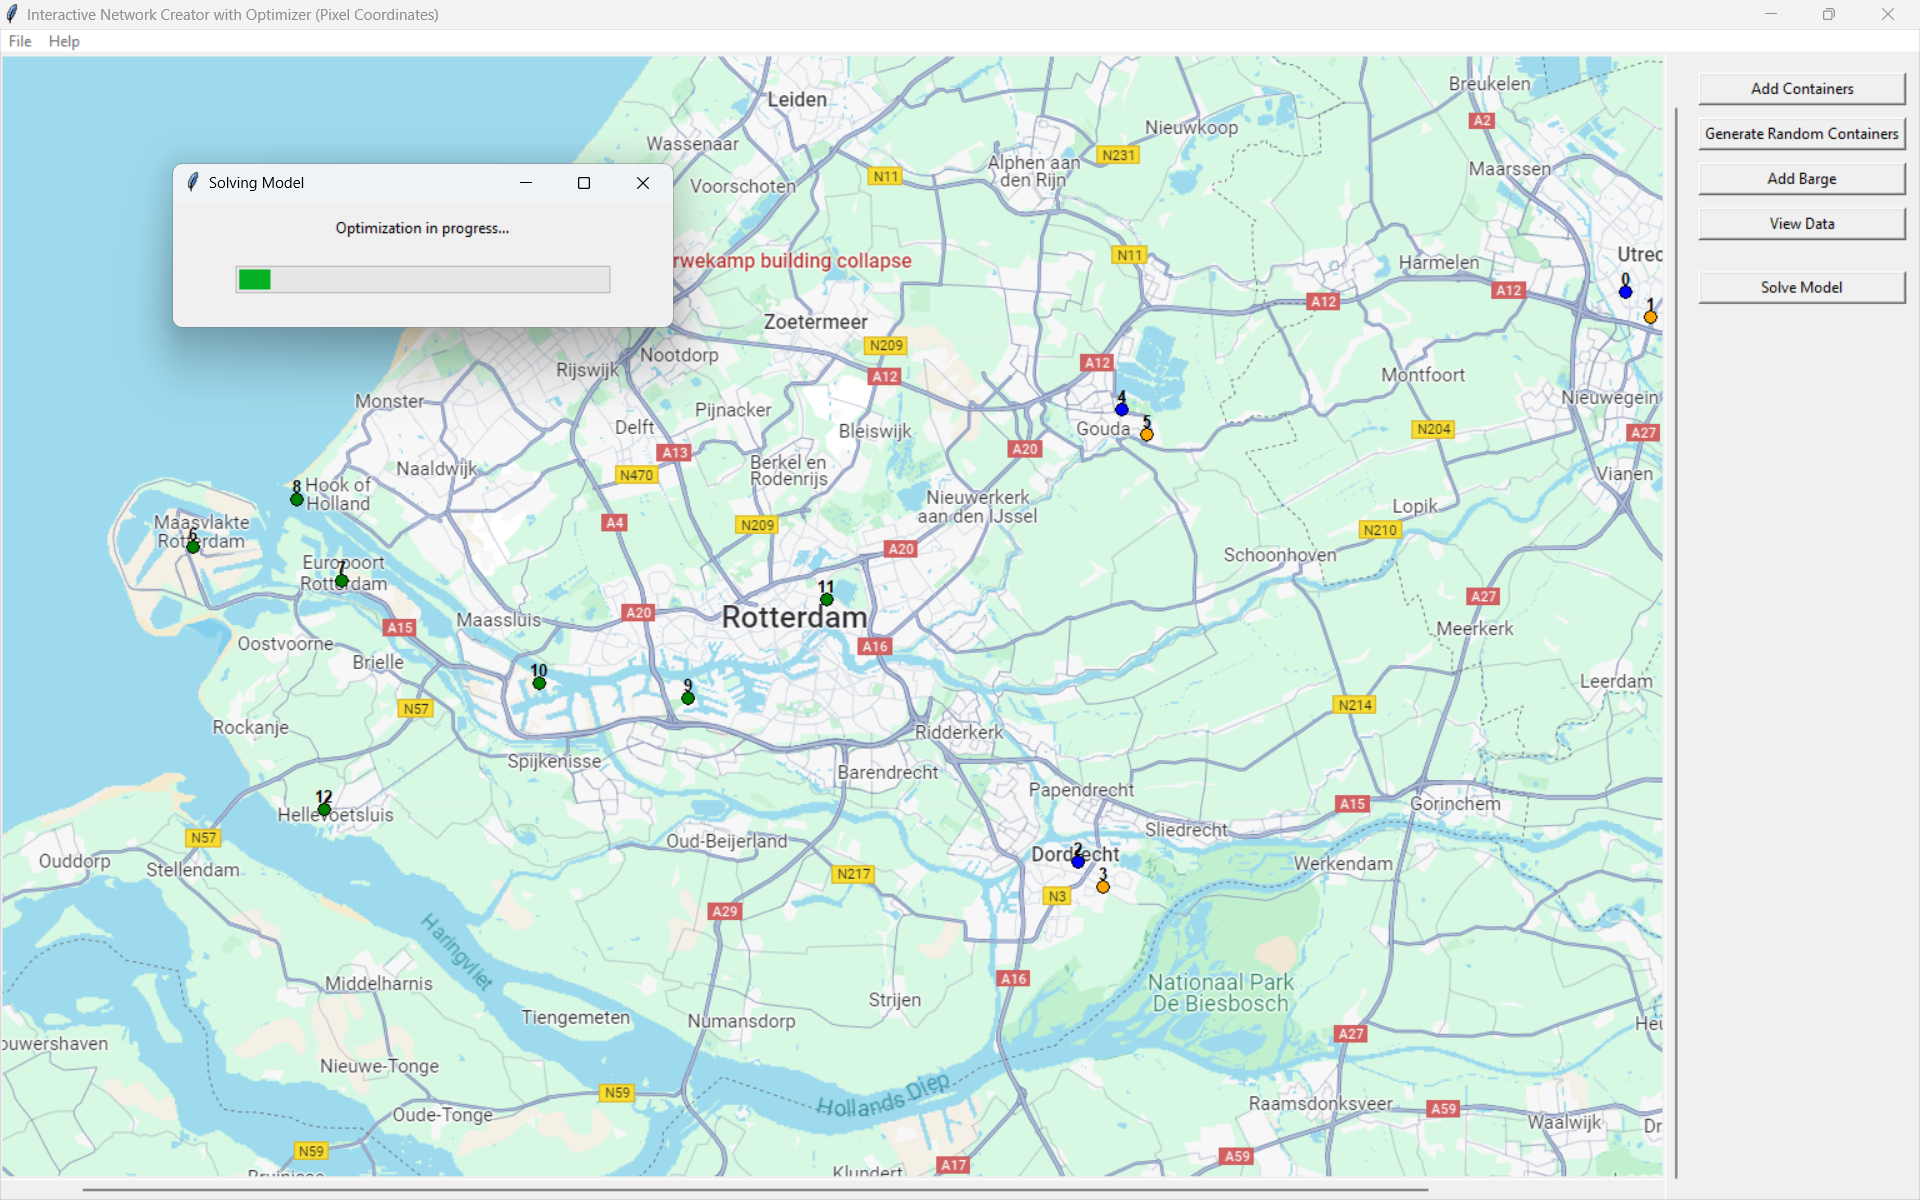 Interactive Network Creator with Optimizer (Pixel Coordinates)
File Help
Add Containers
Generate Random Containers
Add Barge
View Data
Solve Model
Solving Model
Optimization in progress...
Leiden
Wassenaar
Voorschoten
N11
Alphen aan
den Rijn
N231
Nieuwkoop
Breukelen
A2
Maarssen
rwekamp building collapse
N11
Harmelen
Utrec
0
1
A12
A12
Zoetermeer
N209
A12
Nootdorp
Rijswijk
A12
Montfoort
Monster
Pijnacker
Delft
Bleiswijk
4
5
Gouda
Nieuwegein
N204
A27
A20
A13
N470
Naaldwijk
Berkel en
Rodenrijs
Vianen
8
Hook of
Holland
Nieuwerkerk
aan den IJssel
Lopik
N210
A4
N209
Maasvlakte
Rotterdam
6
A20
Schoonhoven
Europoort
Rotterdam
7
11
Rotterdam
A20
Maassluis
A15
A16
A27
Meerkerk
Oostvoorne
Brielle
10
9
Leerdam
N57
N214
Rockanje
Ridderkerk
Spijkenisse
Barendrecht
Papendrecht
12
Hellevoetsluis
A15
Gorinchem
N57
Oud-Beijerland
Sliedrecht
Ouddorp
Stellendam
Dordrecht
2
3
Werkendam
N217
N3
A29
Haringvliet
Middelharnis
A16
Nationaal Park
De Biesbosch
Strijen
Tiengemeten
Numansdorp
A27
ouwershaven
Nieuwe-Tonge
N59
Hollands Diep
Oude-Tonge
Raamsdonksveer
A59
Waalwijk
Dr
N59
A59
A17
Klundert